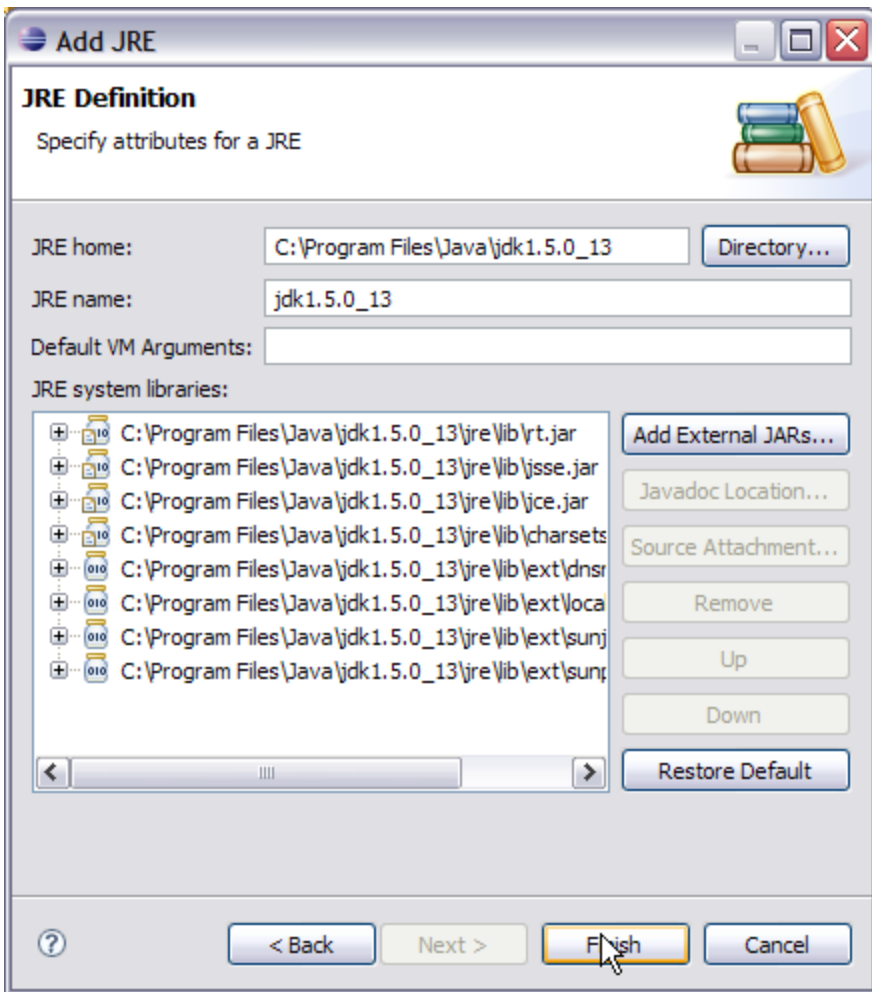 Add JRE
JRE Definition
Specify attributes for a JRE
JRE home: C:\Program Files\Java\jdk1.5.0_13 Directory...
JRE name: jdk1.5.0_13
Default VM Arguments:
JRE system libraries:
C:\Program Files\Java\jdk1.5.0_13\jre\lib\rt.jar Add External JARs...
C:\Program Files\Java\jdk1.5.0_13\jre\lib\jsse.jar
C:\Program Files\Java\jdk1.5.0_13\jre\lib\jce.jar Javadoc Location...
C:\Program Files\Java\jdk1.5.0_13\jre\lib\charsets
Source Attachment...
C:\Program Files\Java\jdk1.5.0_13\jre\lib\ext\dnsn
C:\Program Files\Java\jdk1.5.0_13\jre\lib\ext\loca Remove
C:\Program Files\Java\jdk1.5.0_13\jre\lib\ext\sunj
C:\Program Files\Java\jdk1.5.0_13\jre\lib\ext\sunp Up
Down
Restore Default
? < Back Next > Finish Cancel